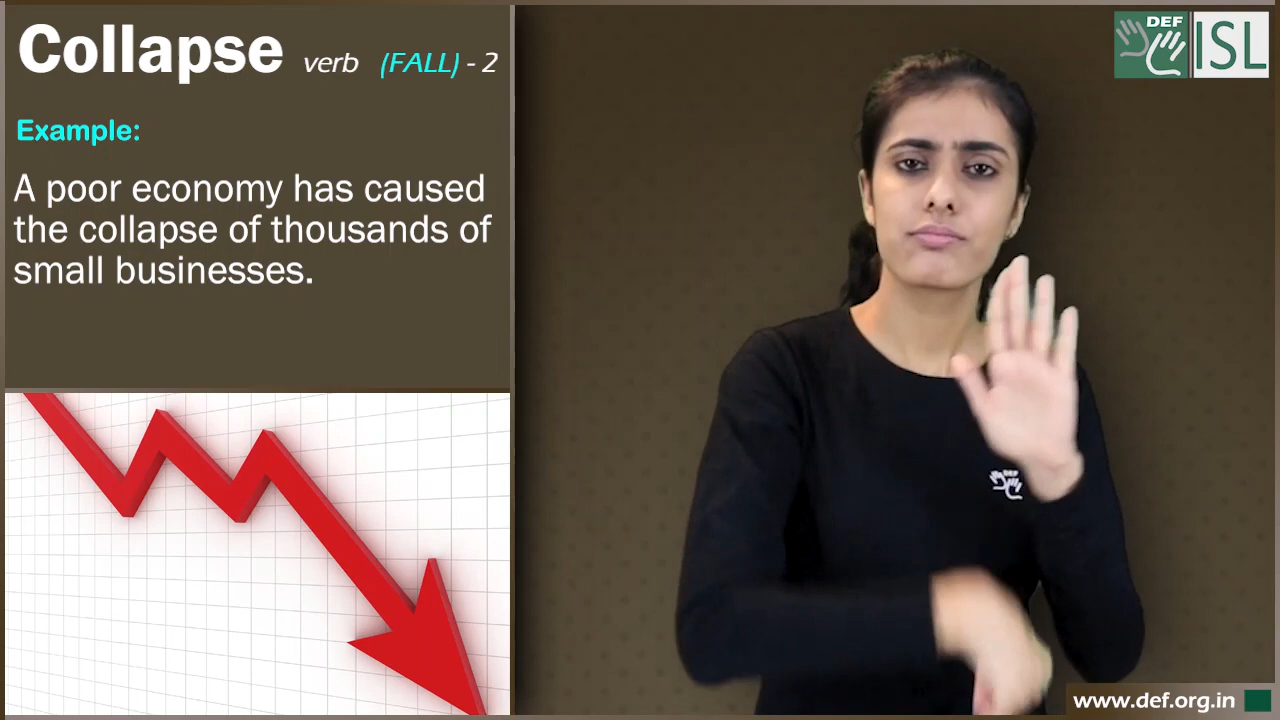 Collapse verb (FALL) - 2
DEF ISL
Example:
A poor economy has caused
the collapse of thousands of
small businesses.
DEF
www.def.org.in